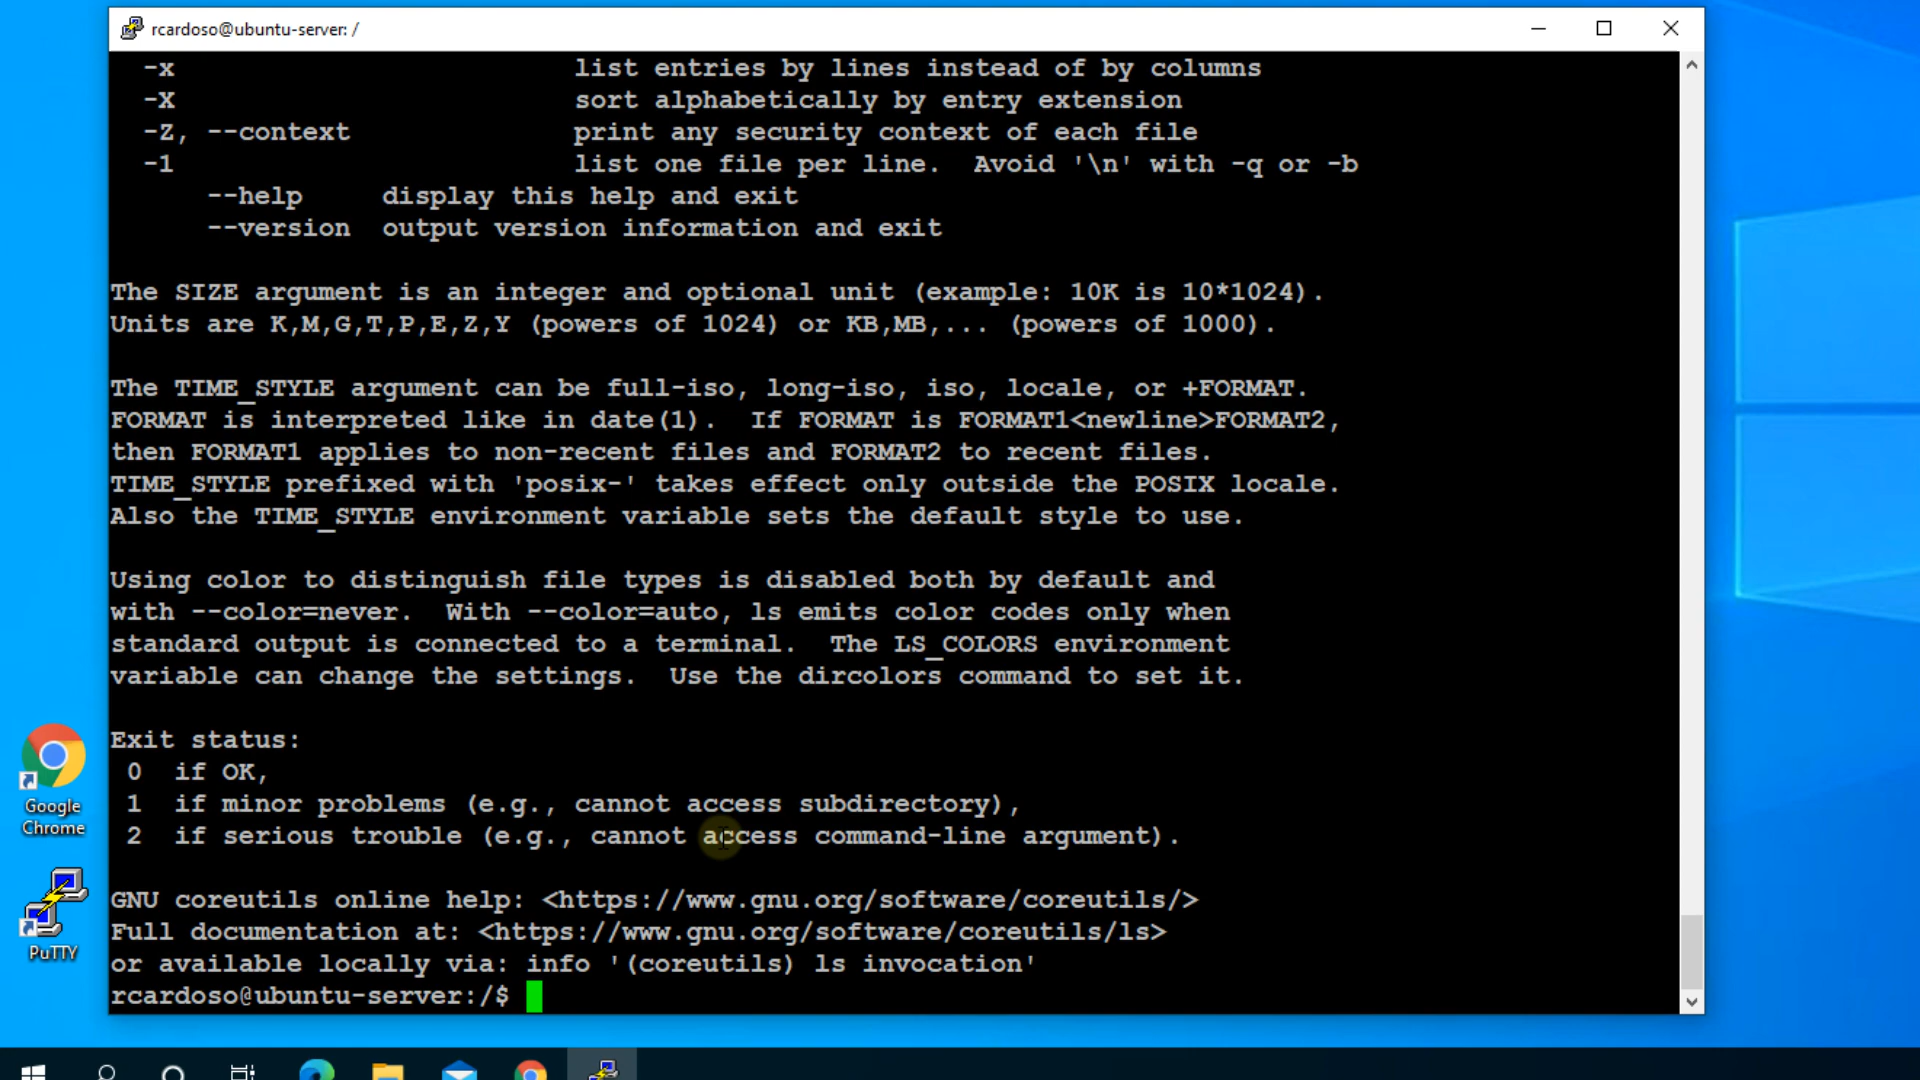 rcardoso@ubuntu-server: /
-x list entries by lines instead of by columns
-X sort alphabetically by entry extension
-Z, --context print any security context of each file
-1 list one file per line.  Avoid '\n' with -q or -b
--help display this help and exit
--version output version information and exit
The SIZE argument is an integer and optional unit (example: 10K is 10*1024).
Units are K,M,G,T,P,E,Z,Y (powers of 1024) or KB,MB,... (powers of 1000).
The TIME_STYLE argument can be full-iso, long-iso, iso, locale, or +FORMAT.
FORMAT is interpreted like in date(1).  If FORMAT is FORMAT1<newline>FORMAT2,
then FORMAT1 applies to non-recent files and FORMAT2 to recent files.
TIME_STYLE prefixed with 'posix-' takes effect only outside the POSIX locale.
Also the TIME_STYLE environment variable sets the default style to use.
Using color to distinguish file types is disabled both by default and
with --color=never.  With --color=auto, ls emits color codes only when
standard output is connected to a terminal.  The LS_COLORS environment
variable can change the settings.  Use the dircolors command to set it.
Exit status:
0  if OK,
1  if minor problems (e.g., cannot access subdirectory),
2  if serious trouble (e.g., cannot access command-line argument).
GNU coreutils online help: <https://www.gnu.org/software/coreutils/>
Full documentation at: <https://www.gnu.org/software/coreutils/ls>
or available locally via: info '(coreutils) ls invocation'
rcardoso@ubuntu-server:/$
Google
Chrome
PuTTY